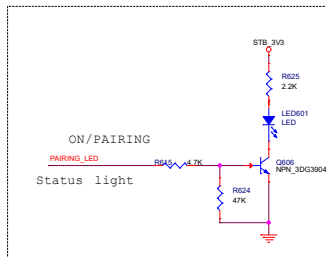 STB_3V3
R625
2.2K
LED601
LED
ON/PAIRING
PAIRING_LED
R615 4.7K
Q606
NPN_3DG3904
Status light
R624
47K